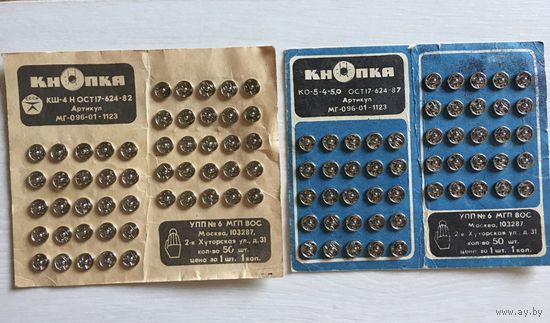 КНОПКА
КШ-4 Н ОСТ17-624-82
Артикул
МГ-096-01-1123
УПП № 6 МГП ВОС
Москва, 103287,
2-я Хуторская ул., д. 31
кол-во 50 шт.
цена за 1 шт. 1 коп.
КНОПКА
КО-5-4-5,0 ОСТ17-624-87
Артикул
МГ-096-01-1123
УПП № 6 МГП ВОС
Москва, 103287,
2-я Хуторская ул., д. 31
кол-во 50 шт.
цена за 1 шт. 1 коп.
www.ay.by